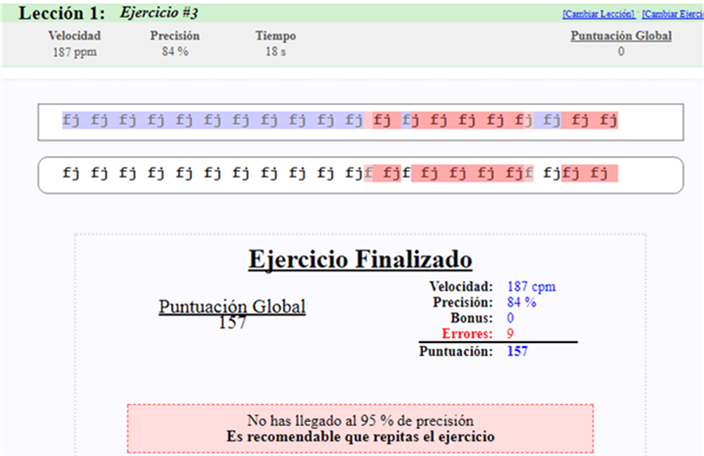 Lección 1: Ejercicio #3 [Cambiar Lección] · [Cambiar Ejerci
Velocidad Precisión Tiempo Puntuación Global
187 ppm 84 % 18 s 0
fj fj fj fj fj fj fj fj fj fj fj fj fj fj fj fj fj fj fj fj
fj fj fj fj fj fj fj fj fj fj fjf fjf fj fj fj fjf fjfj fj
Ejercicio Finalizado
Puntuación Global
157
Velocidad: 187 cpm
Precisión: 84 %
Bonus: 0
Errores: 9
Puntuación: 157
No has llegado al 95 % de precisión
Es recomendable que repitas el ejercicio